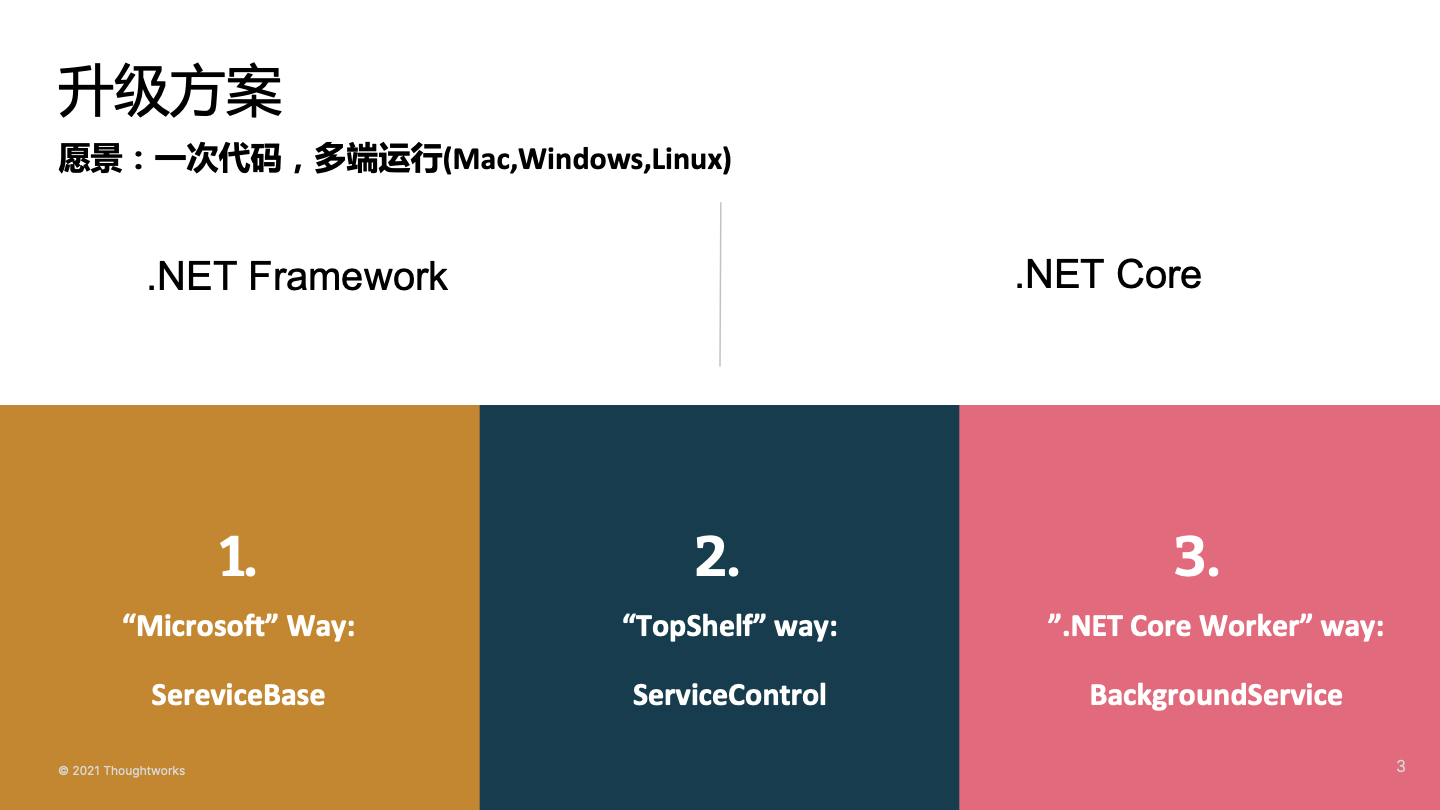 升级方案
愿景：一次代码，多端运行(Mac,Windows,Linux)
.NET Framework
.NET Core
1.
“Microsoft” Way:
SereviceBase
2.
“TopShelf” way:
ServiceControl
3.
”.NET Core Worker” way:
BackgroundService
© 2021 Thoughtworks
3